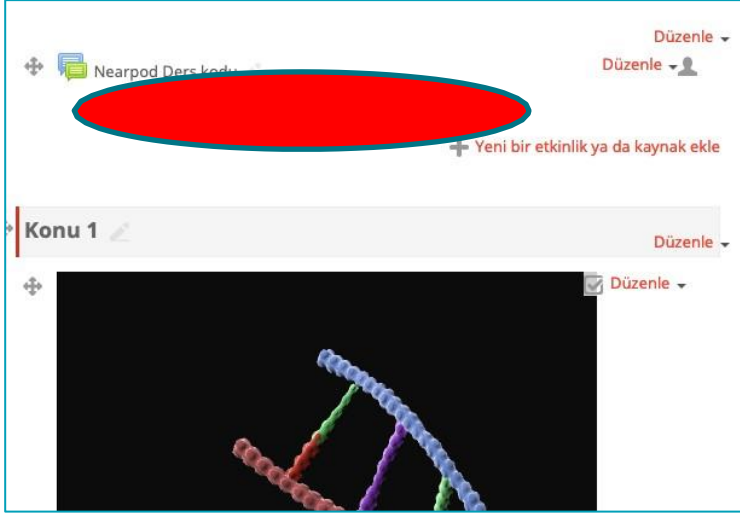 Düzenle
Nearpod Ders kodu
Düzenle
Yeni bir etkinlik ya da kaynak ekle
Konu 1
Düzenle
Düzenle